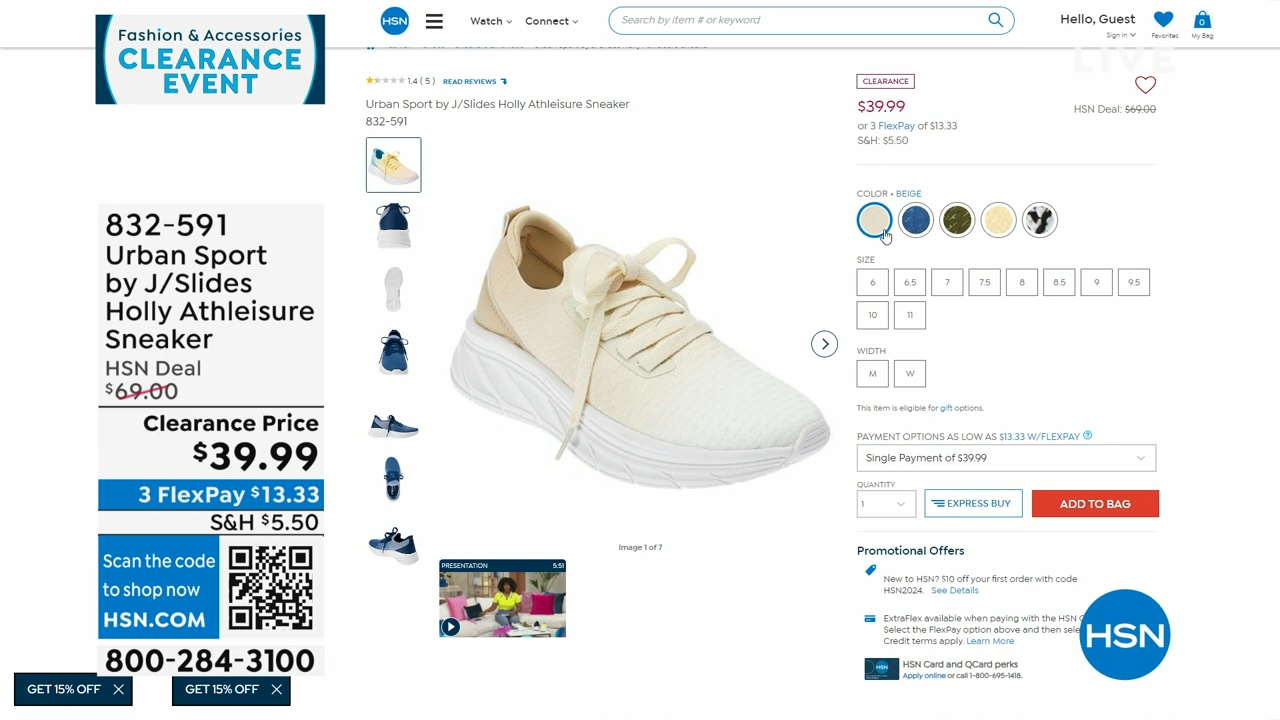 Fashion & Accessories
CLEARANCE
EVENT
HSN
Watch
Connect
Search by item # or keyword
Hello, Guest
Sign In
Favorites
0
My Bag
LIVE
1.4 ( 5 )
READ REVIEWS
Urban Sport by J/Slides Holly Athleisure Sneaker
832-591
CLEARANCE
$39.99
HSN Deal: $69.00
or 3 FlexPay of $13.33
S&H: $5.50
COLOR • BEIGE
SIZE
6 6.5 7 7.5 8 8.5 9 9.5
10 11
WIDTH
M W
This item is eligible for gift options.
PAYMENT OPTIONS AS LOW AS $13.33 W/FLEXPAY
Single Payment of $39.99
QUANTITY
1
EXPRESS BUY
ADD TO BAG
Image 1 of 7
PRESENTATION 5:51
Promotional Offers
New to HSN? $10 off your first order with code
HSN2024. See Details
ExtraFlex available when paying with the HSN
Select the FlexPay option above and then
Credit terms apply. Learn More
HSN
HSN Card and QCard perks
Apply online or call 1-800-695-1418.
HSN
832-591
Urban Sport
by J/Slides
Holly Athleisure
Sneaker
HSN Deal
$69.00
Clearance Price
$39.99
3 FlexPay $13.33
S&H $5.50
Scan the code
to shop now
HSN.COM
800-284-3100
GET 15% OFF
GET 15% OFF